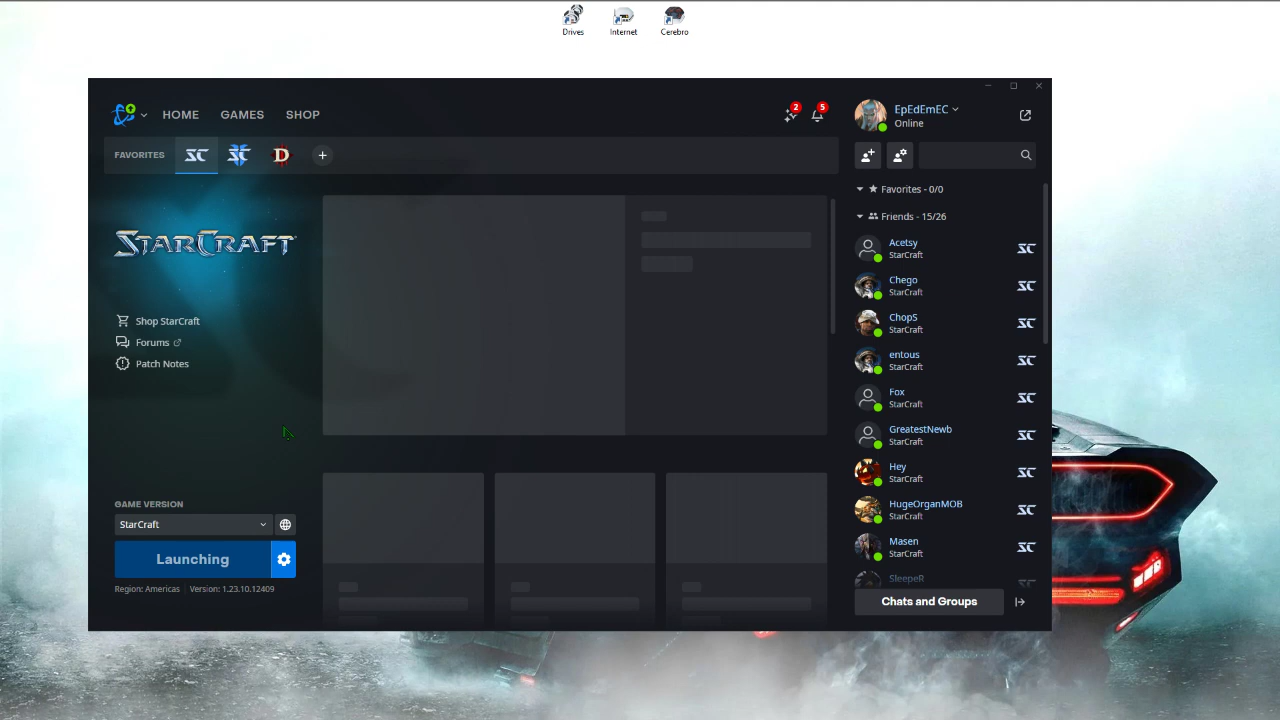 Drives
Internet
Cerebro
HOME
GAMES
SHOP
2
5
EpEdEmEC
Online
FAVORITES
SC
SC
D
Favorites - 0/0
Friends - 15/26
STARCRAFT
Shop StarCraft
Forums
Patch Notes
Acetsy
StarCraft
Chego
StarCraft
ChopS
StarCraft
entous
StarCraft
Fox
StarCraft
GreatestNewb
StarCraft
Hey
StarCraft
HugeOrganMOB
StarCraft
Masen
StarCraft
SleepeR
GAME VERSION
StarCraft
Launching
Region: Americas
Version: 1.23.10.12409
Chats and Groups